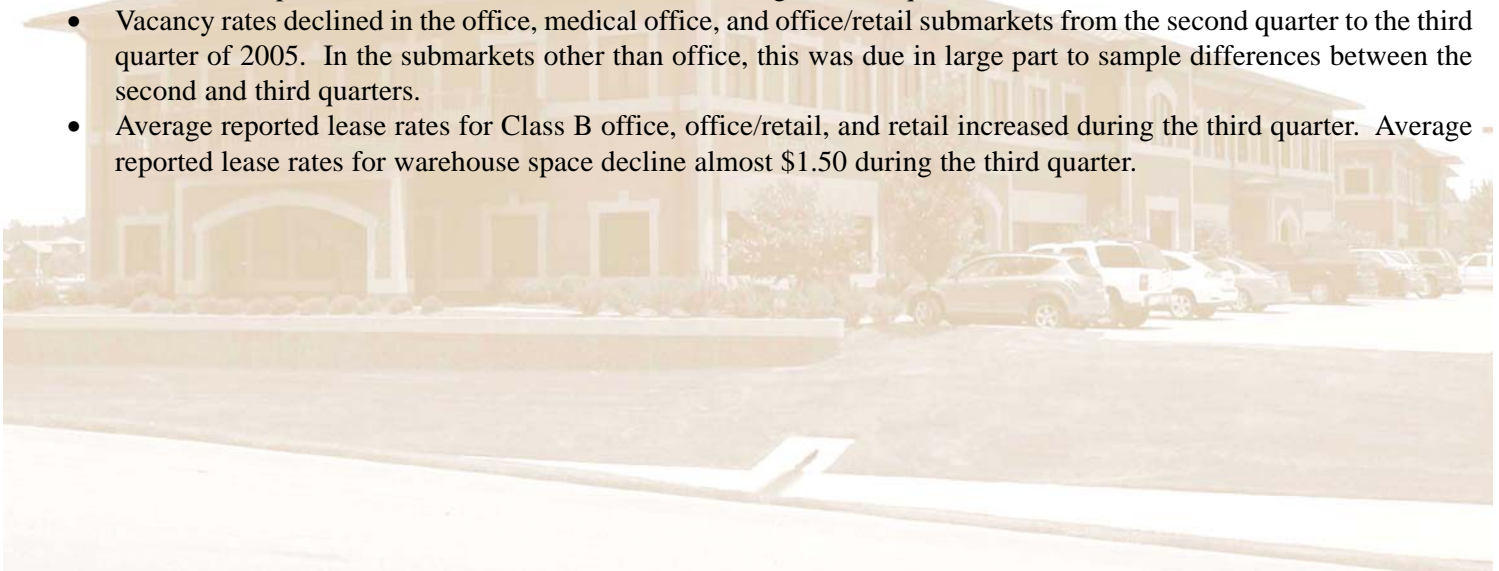 • Vacancy rates declined in the office, medical office, and office/retail submarkets from the second quarter to the third
quarter of 2005. In the submarkets other than office, this was due in large part to sample differences between the
second and third quarters.
• Average reported lease rates for Class B office, office/retail, and retail increased during the third quarter. Average
reported lease rates for warehouse space decline almost $1.50 during the third quarter.